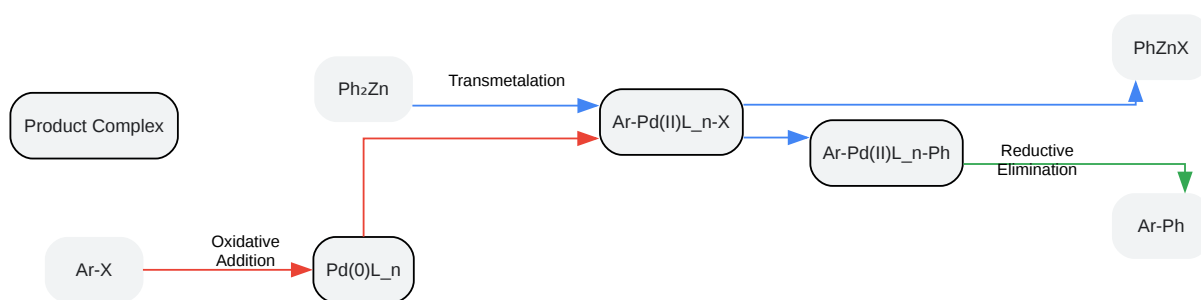 PhZnX
Ph₂Zn
Transmetalation
Product Complex
Ar-Pd(II)L_n-X
Ar-Pd(II)L_n-Ph
Reductive
Elimination
Ar-Ph
Oxidative
Addition
Ar-X
Pd(0)L_n